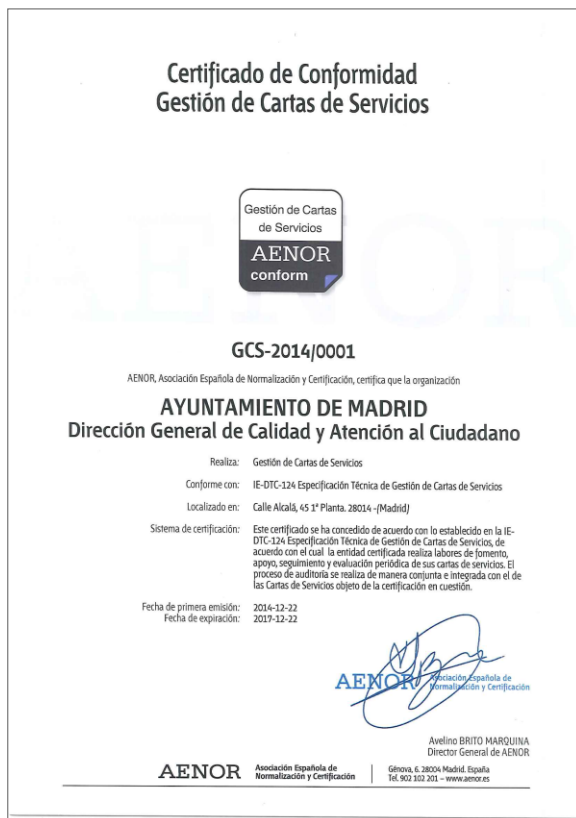 Certificado de Conformidad
Gestión de Cartas de Servicios
Gestión de Cartas
de Servicios
AENOR
conform
AENOR
GCS-2014/0001
AENOR, Asociación Española de Normalización y Certificación, certifica que la organización
AYUNTAMIENTO DE MADRID
Dirección General de Calidad y Atención al Ciudadano
Realiza: Gestión de Cartas de Servicios
Conforme con: IE-DTC-124 Especificación Técnica de Gestión de Cartas de Servicios
Localizado en: Calle Alcalá, 45 1ª Planta. 28014 -(Madrid)
Sistema de certificación: Este certificado se ha concedido de acuerdo con lo establecido en la IE-
DTC-124 Especificación Técnica de Gestión de Cartas de Servicios, de
acuerdo con el cual la entidad certificada realiza labores de fomento,
apoyo, seguimiento y evaluación periódica de sus cartas de servicios. El
proceso de auditoría se realiza de manera conjunta e integrada con el de
las Cartas de Servicios objeto de la certificación en cuestión.
Fecha de primera emisión: 2014-12-22
Fecha de expiración: 2017-12-22
AENOR Asociación Española de
Normalización y Certificación
Avelino BRITO MARQUINA
Director General de AENOR
AENOR Asociación Española de
Normalización y Certificación
Génova, 6. 28004 Madrid. España
Tel. 902 102 201 – www.aenor.es